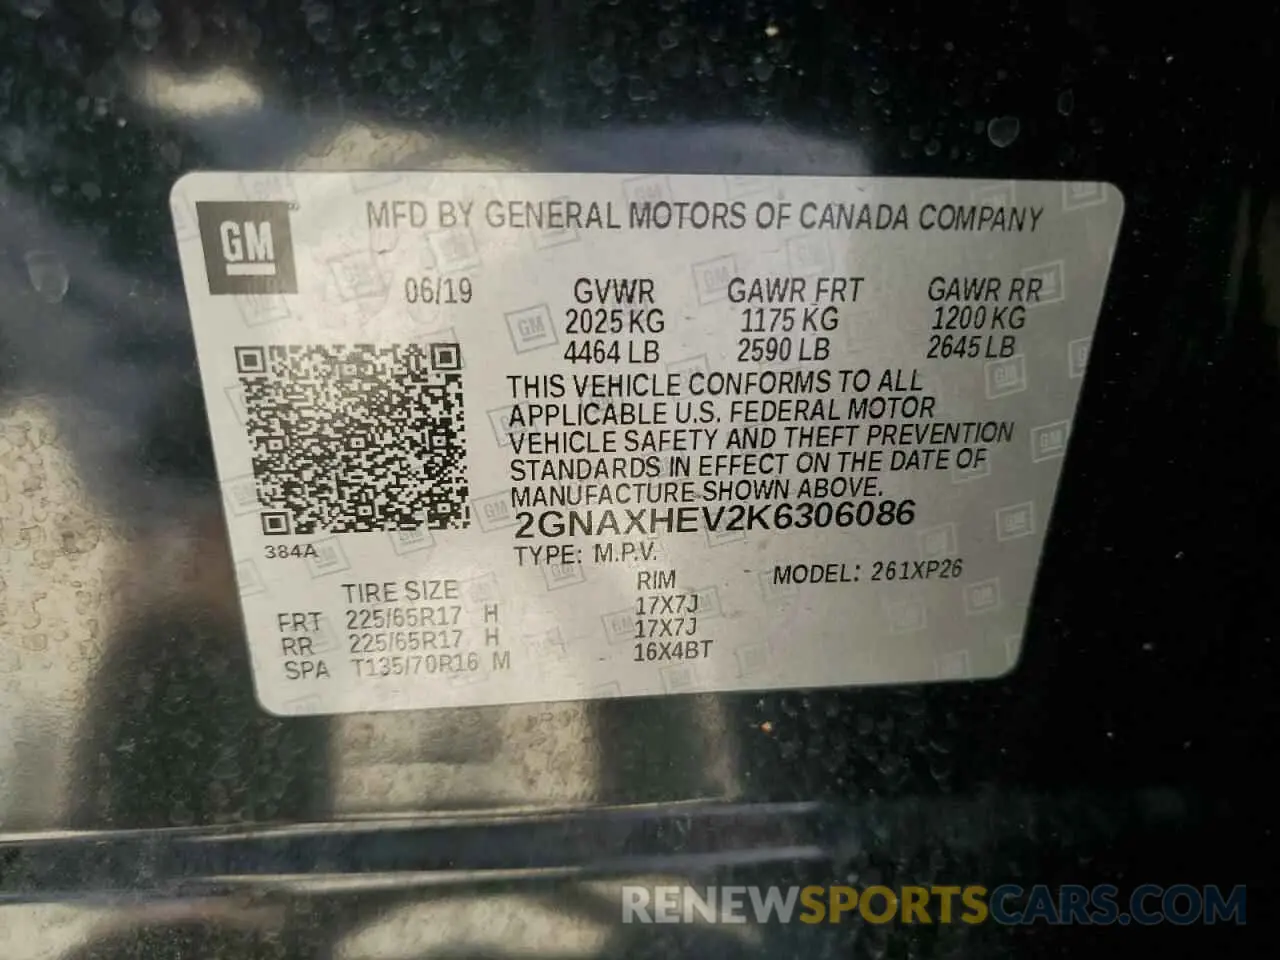 GM
MFD BY GENERAL MOTORS OF CANADA COMPANY
06/19 GVWR GAWR FRT GAWR RR
2025 KG 1175 KG 1200 KG
4464 LB 2590 LB 2645 LB
THIS VEHICLE CONFORMS TO ALL
APPLICABLE U.S. FEDERAL MOTOR
VEHICLE SAFETY AND THEFT PREVENTION
STANDARDS IN EFFECT ON THE DATE OF
MANUFACTURE SHOWN ABOVE.
2GNAXHEV2K6306086
384A
TYPE: M.P.V. MODEL: 261XP26
TIRE SIZE RIM
FRT 225/65R17 H 17X7J
RR 225/65R17 H 17X7J
SPA T135/70R16 M 16X4BT
RENEWSPORTSCARS.COM